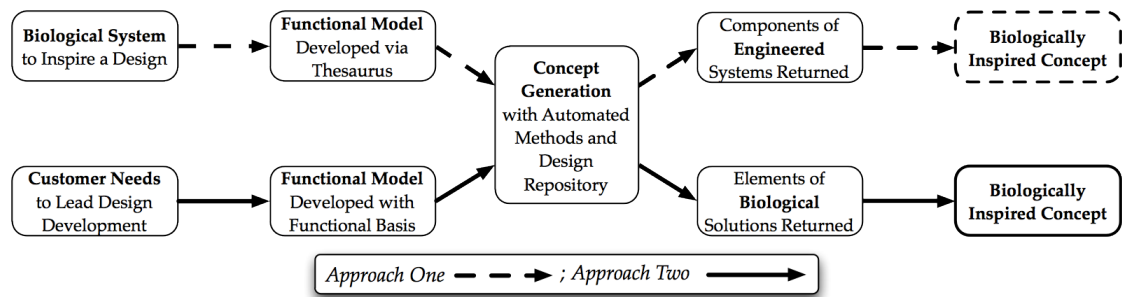 Biological System
to Inspire a Design
Functional Model
Developed via
Thesaurus
Concept
Generation
with Automated
Methods and
Design
Repository
Components of
Engineered
Systems Returned
Biologically
Inspired Concept
Customer Needs
to Lead Design
Development
Functional Model
Developed with
Functional Basis
Elements of
Biological
Solutions Returned
Biologically
Inspired Concept
Approach One ; Approach Two